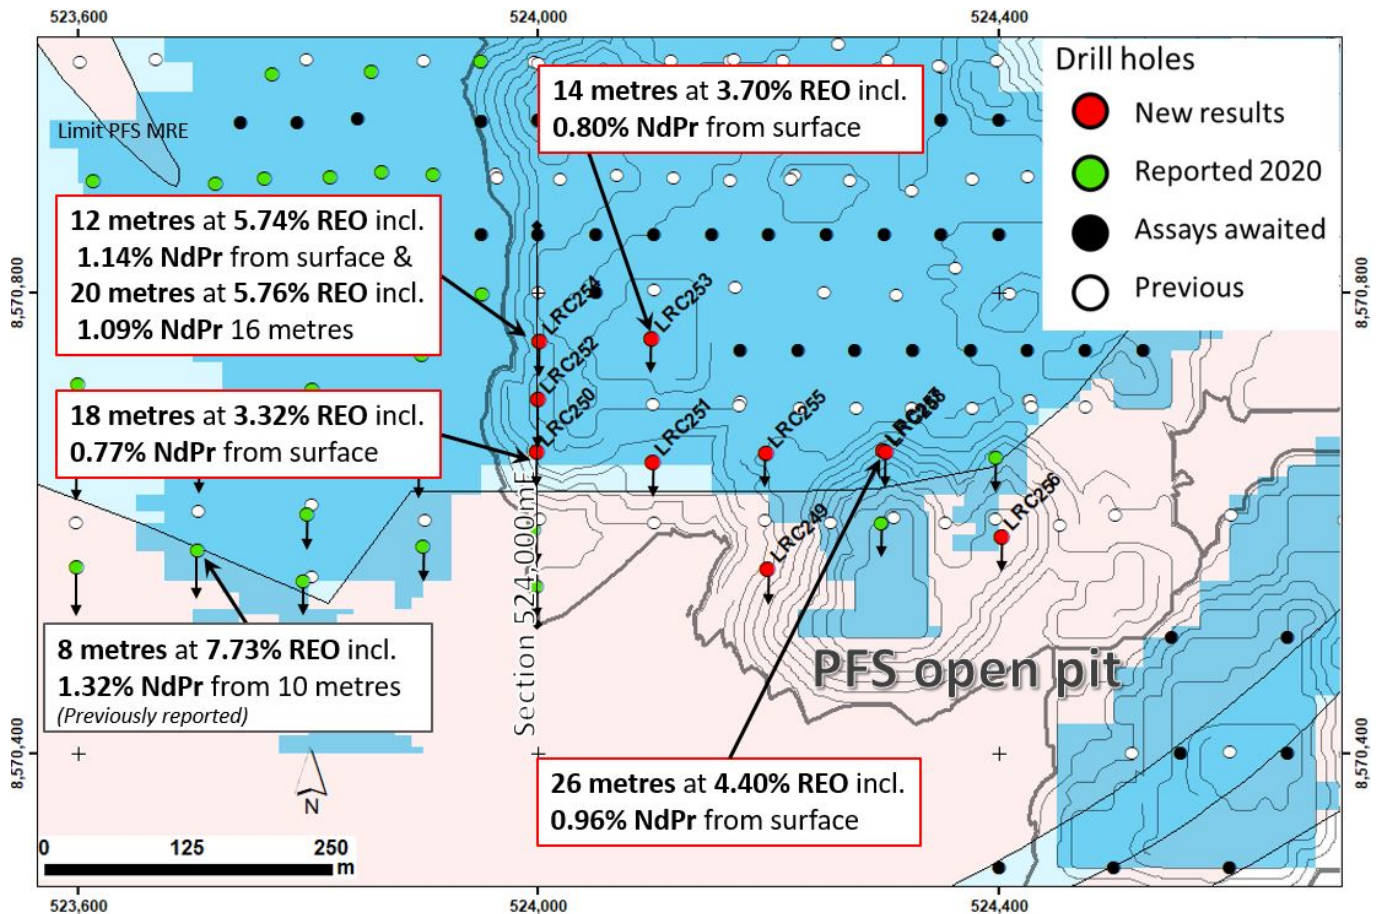 523,600
524,000
524,400
Drill holes
New results
Reported 2020
Assays awaited
Previous
14 metres at 3.70% REO incl.
0.80% NdPr from surface
Limit PFS MRE
12 metres at 5.74% REO incl.
1.14% NdPr from surface &
20 metres at 5.76% REO incl.
1.09% NdPr 16 metres
8,570,800
8,570,800
LRC254
LRC253
LRC252
18 metres at 3.32% REO incl.
0.77% NdPr from surface
LRC250
LRC251
LRC255
LRC256
LRC249
Section 524,000mE
8 metres at 7.73% REO incl.
1.32% NdPr from 10 metres
(Previously reported)
PFS open pit
8,570,400
8,570,400
26 metres at 4.40% REO incl.
0.96% NdPr from surface
N
0 125 250
m
523,600
524,000
524,400